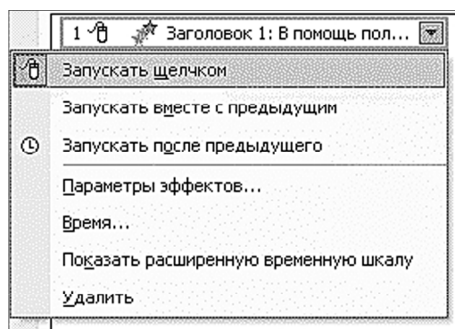 1 Заголовок 1: В помощь пол...
Запускать щелчком
Запускать вместе с предыдущим
Запускать после предыдущего
Параметры эффектов...
Время...
Показать расширенную временную шкалу
Удалить